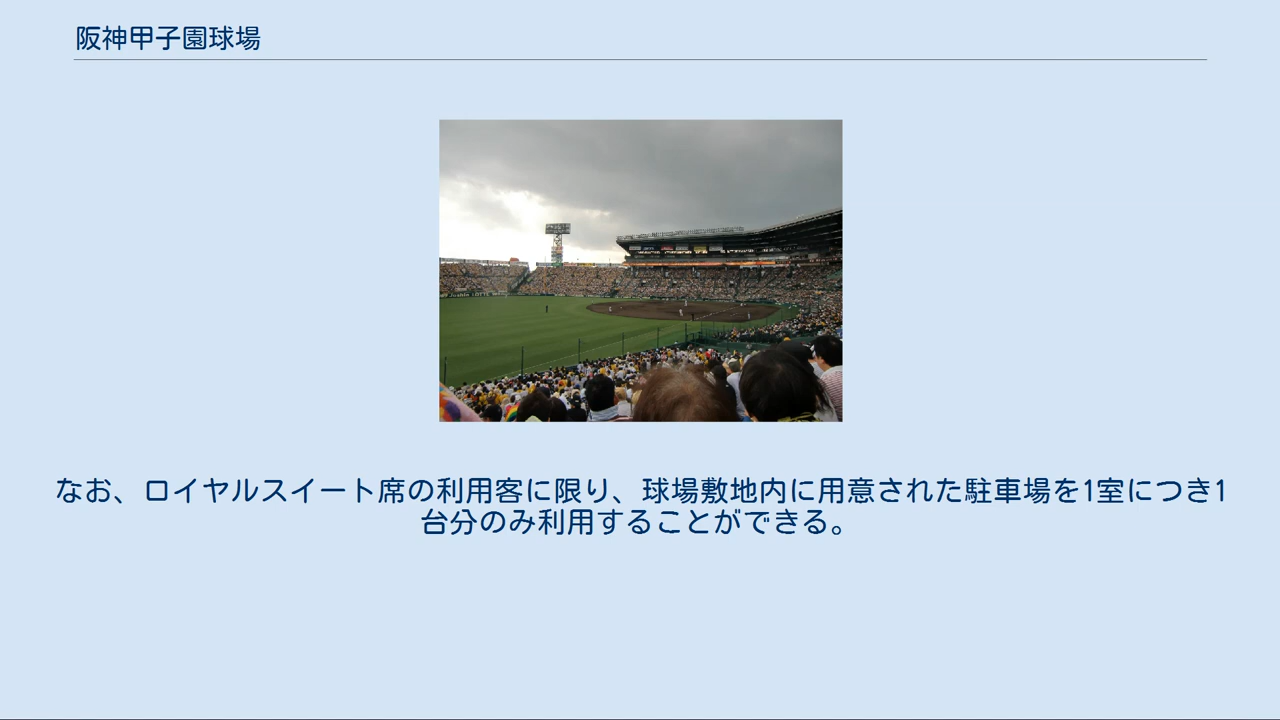 阪神甲子園球場
なお、ロイヤルスイート席の利用客に限り、球場敷地内に用意された駐車場を1室につき1
台分のみ利用することができる。